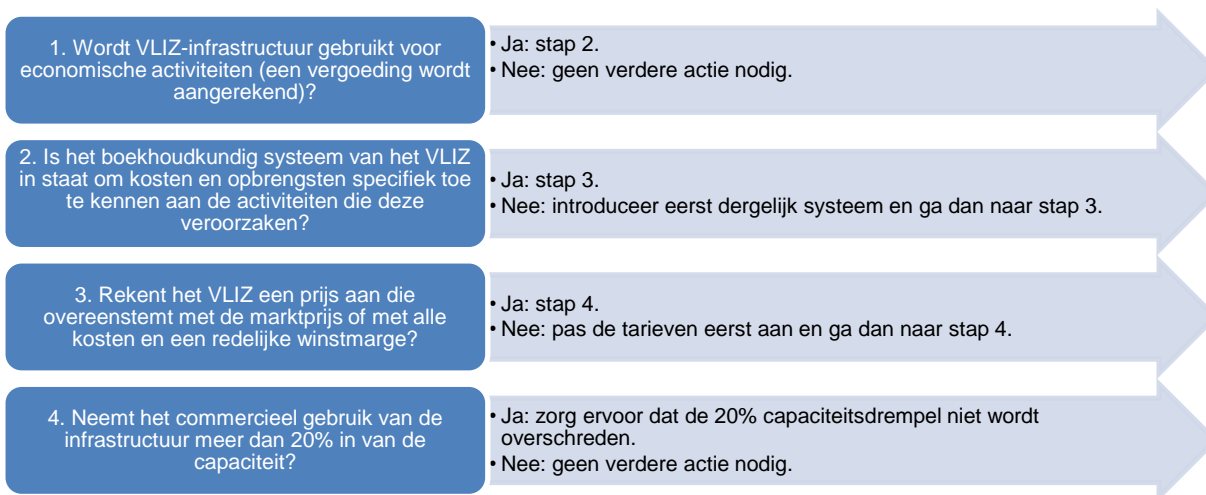 1. Wordt VLIZ-infrastructuur gebruikt voor
economische activiteiten (een vergoeding wordt
aangerekend)?
• Ja: stap 2.
• Nee: geen verdere actie nodig.
2. Is het boekhoudkundig systeem van het VLIZ
in staat om kosten en opbrengsten specifiek toe
te kennen aan de activiteiten die deze
veroorzaken?
• Ja: stap 3.
• Nee: introduceer eerst dergelijk systeem en ga dan naar stap 3.
3. Rekent het VLIZ een prijs aan die
overeenstemt met de marktprijs of met alle
kosten en een redelijke winstmarge?
• Ja: stap 4.
• Nee: pas de tarieven eerst aan en ga dan naar stap 4.
4. Neemt het commercieel gebruik van de
infrastructuur meer dan 20% in van de
capaciteit?
• Ja: zorg ervoor dat de 20% capaciteitsdrempel niet wordt
overschreden.
• Nee: geen verdere actie nodig.